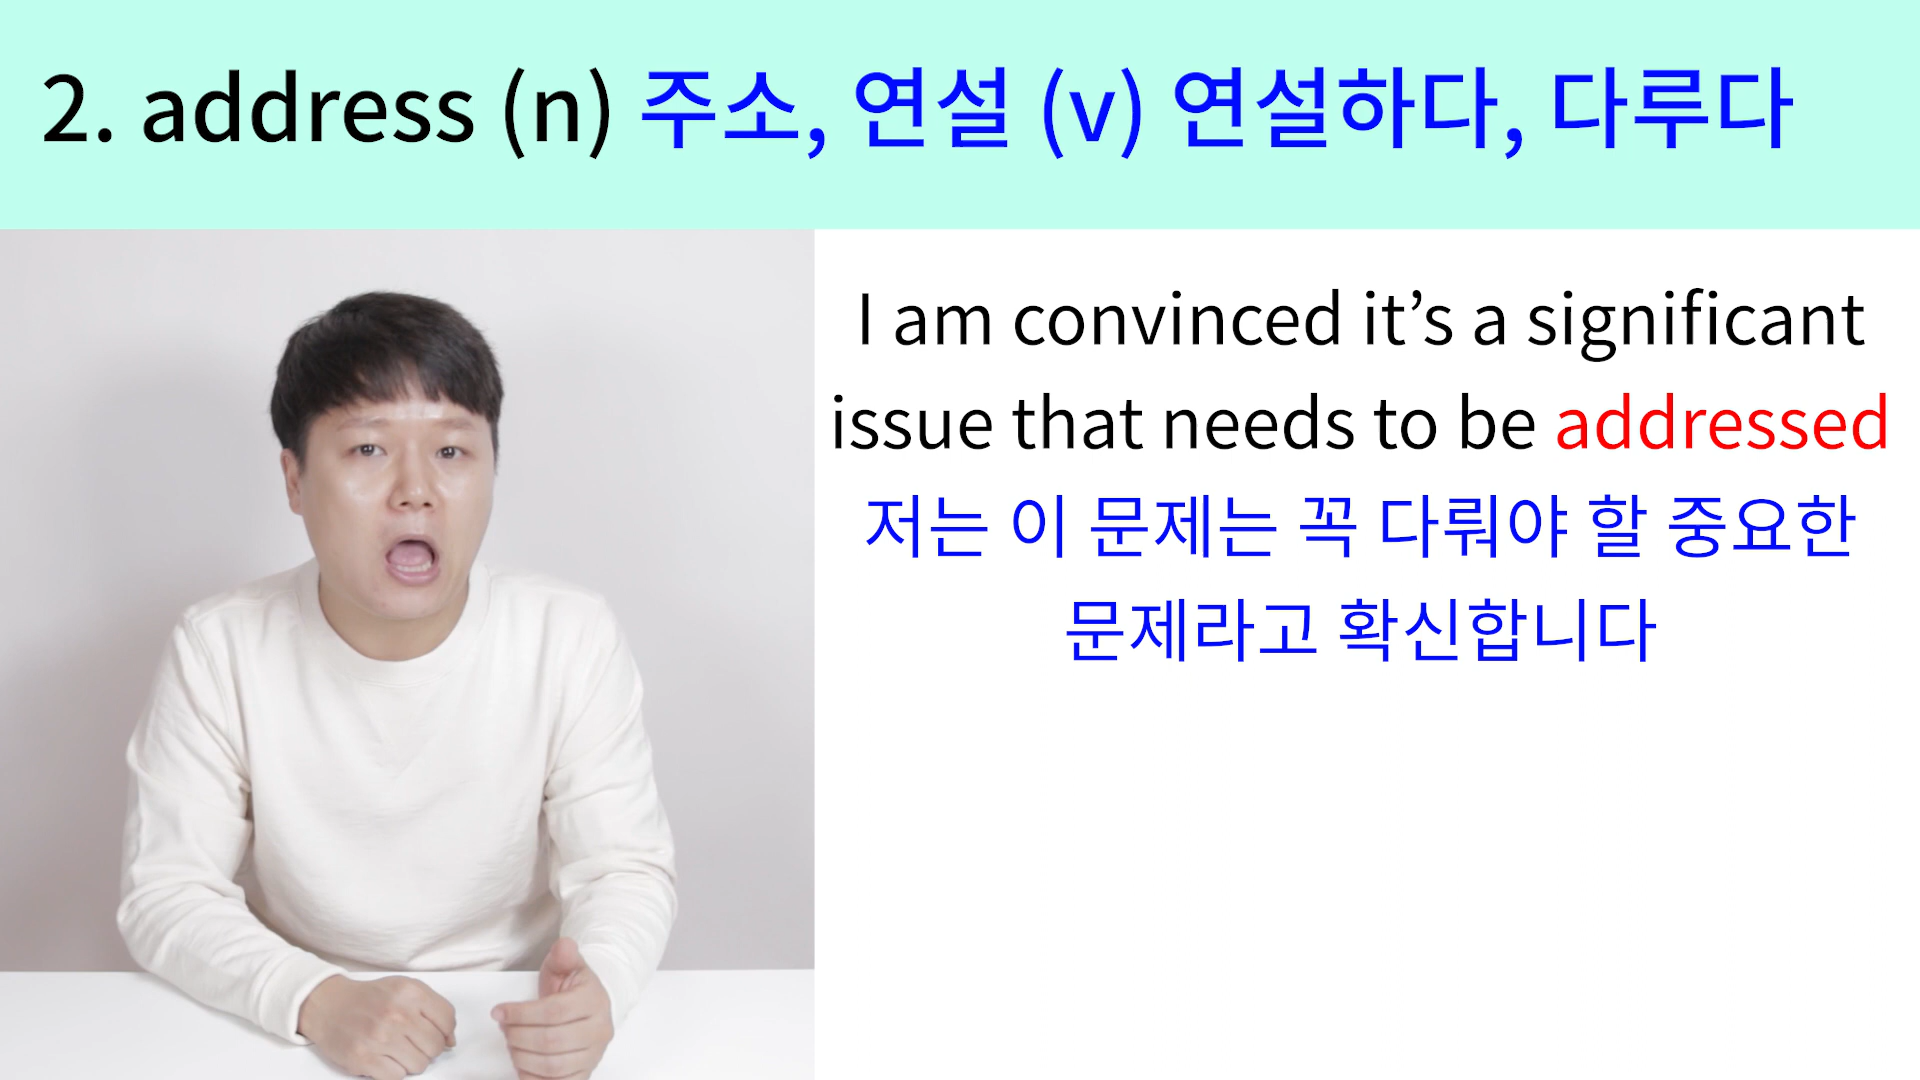 2. address (n) 주소, 연설 (v) 연설하다, 다루다
I am convinced it’s a significant
issue that needs to be addressed
저는 이 문제는 꼭 다뤄야 할 중요한
문제라고 확신합니다